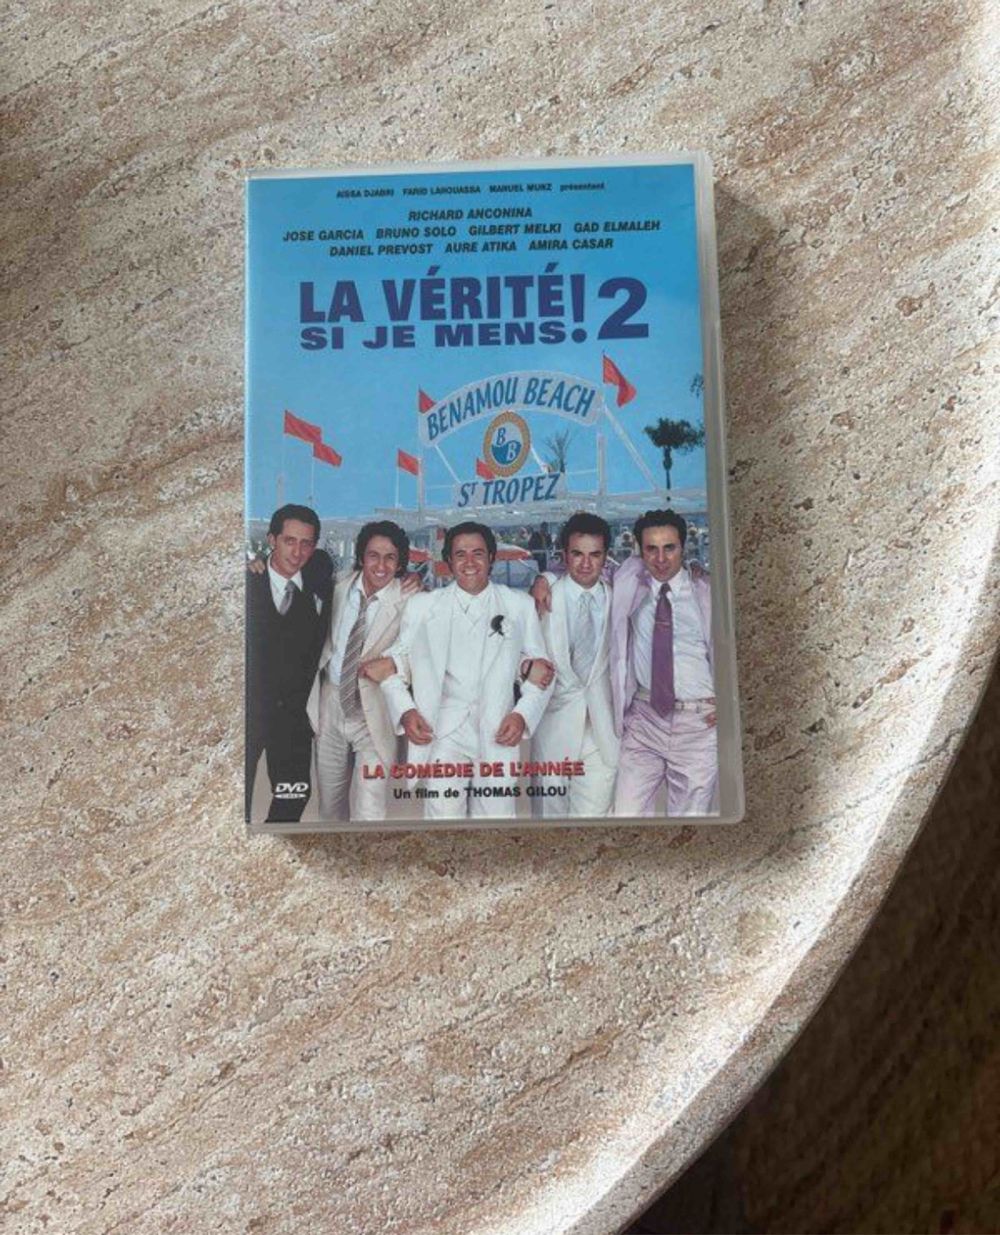 AISSA DJABRI FARID LAHOUASSA MANUEL MUNZ présentent
RICHARD ANCONINA
JOSE GARCIA BRUNO SOLO GILBERT MELKI GAD ELMALEH
DANIEL PREVOST AURE ATIKA AMIRA CASAR
LA VÉRITÉ
SI JE MENS! 2
BENAMOU BEACH
BB
ST TROPEZ
LA COMÉDIE DE L'ANNÉE
Un film de THOMAS GILOU
DVD
VIDEO